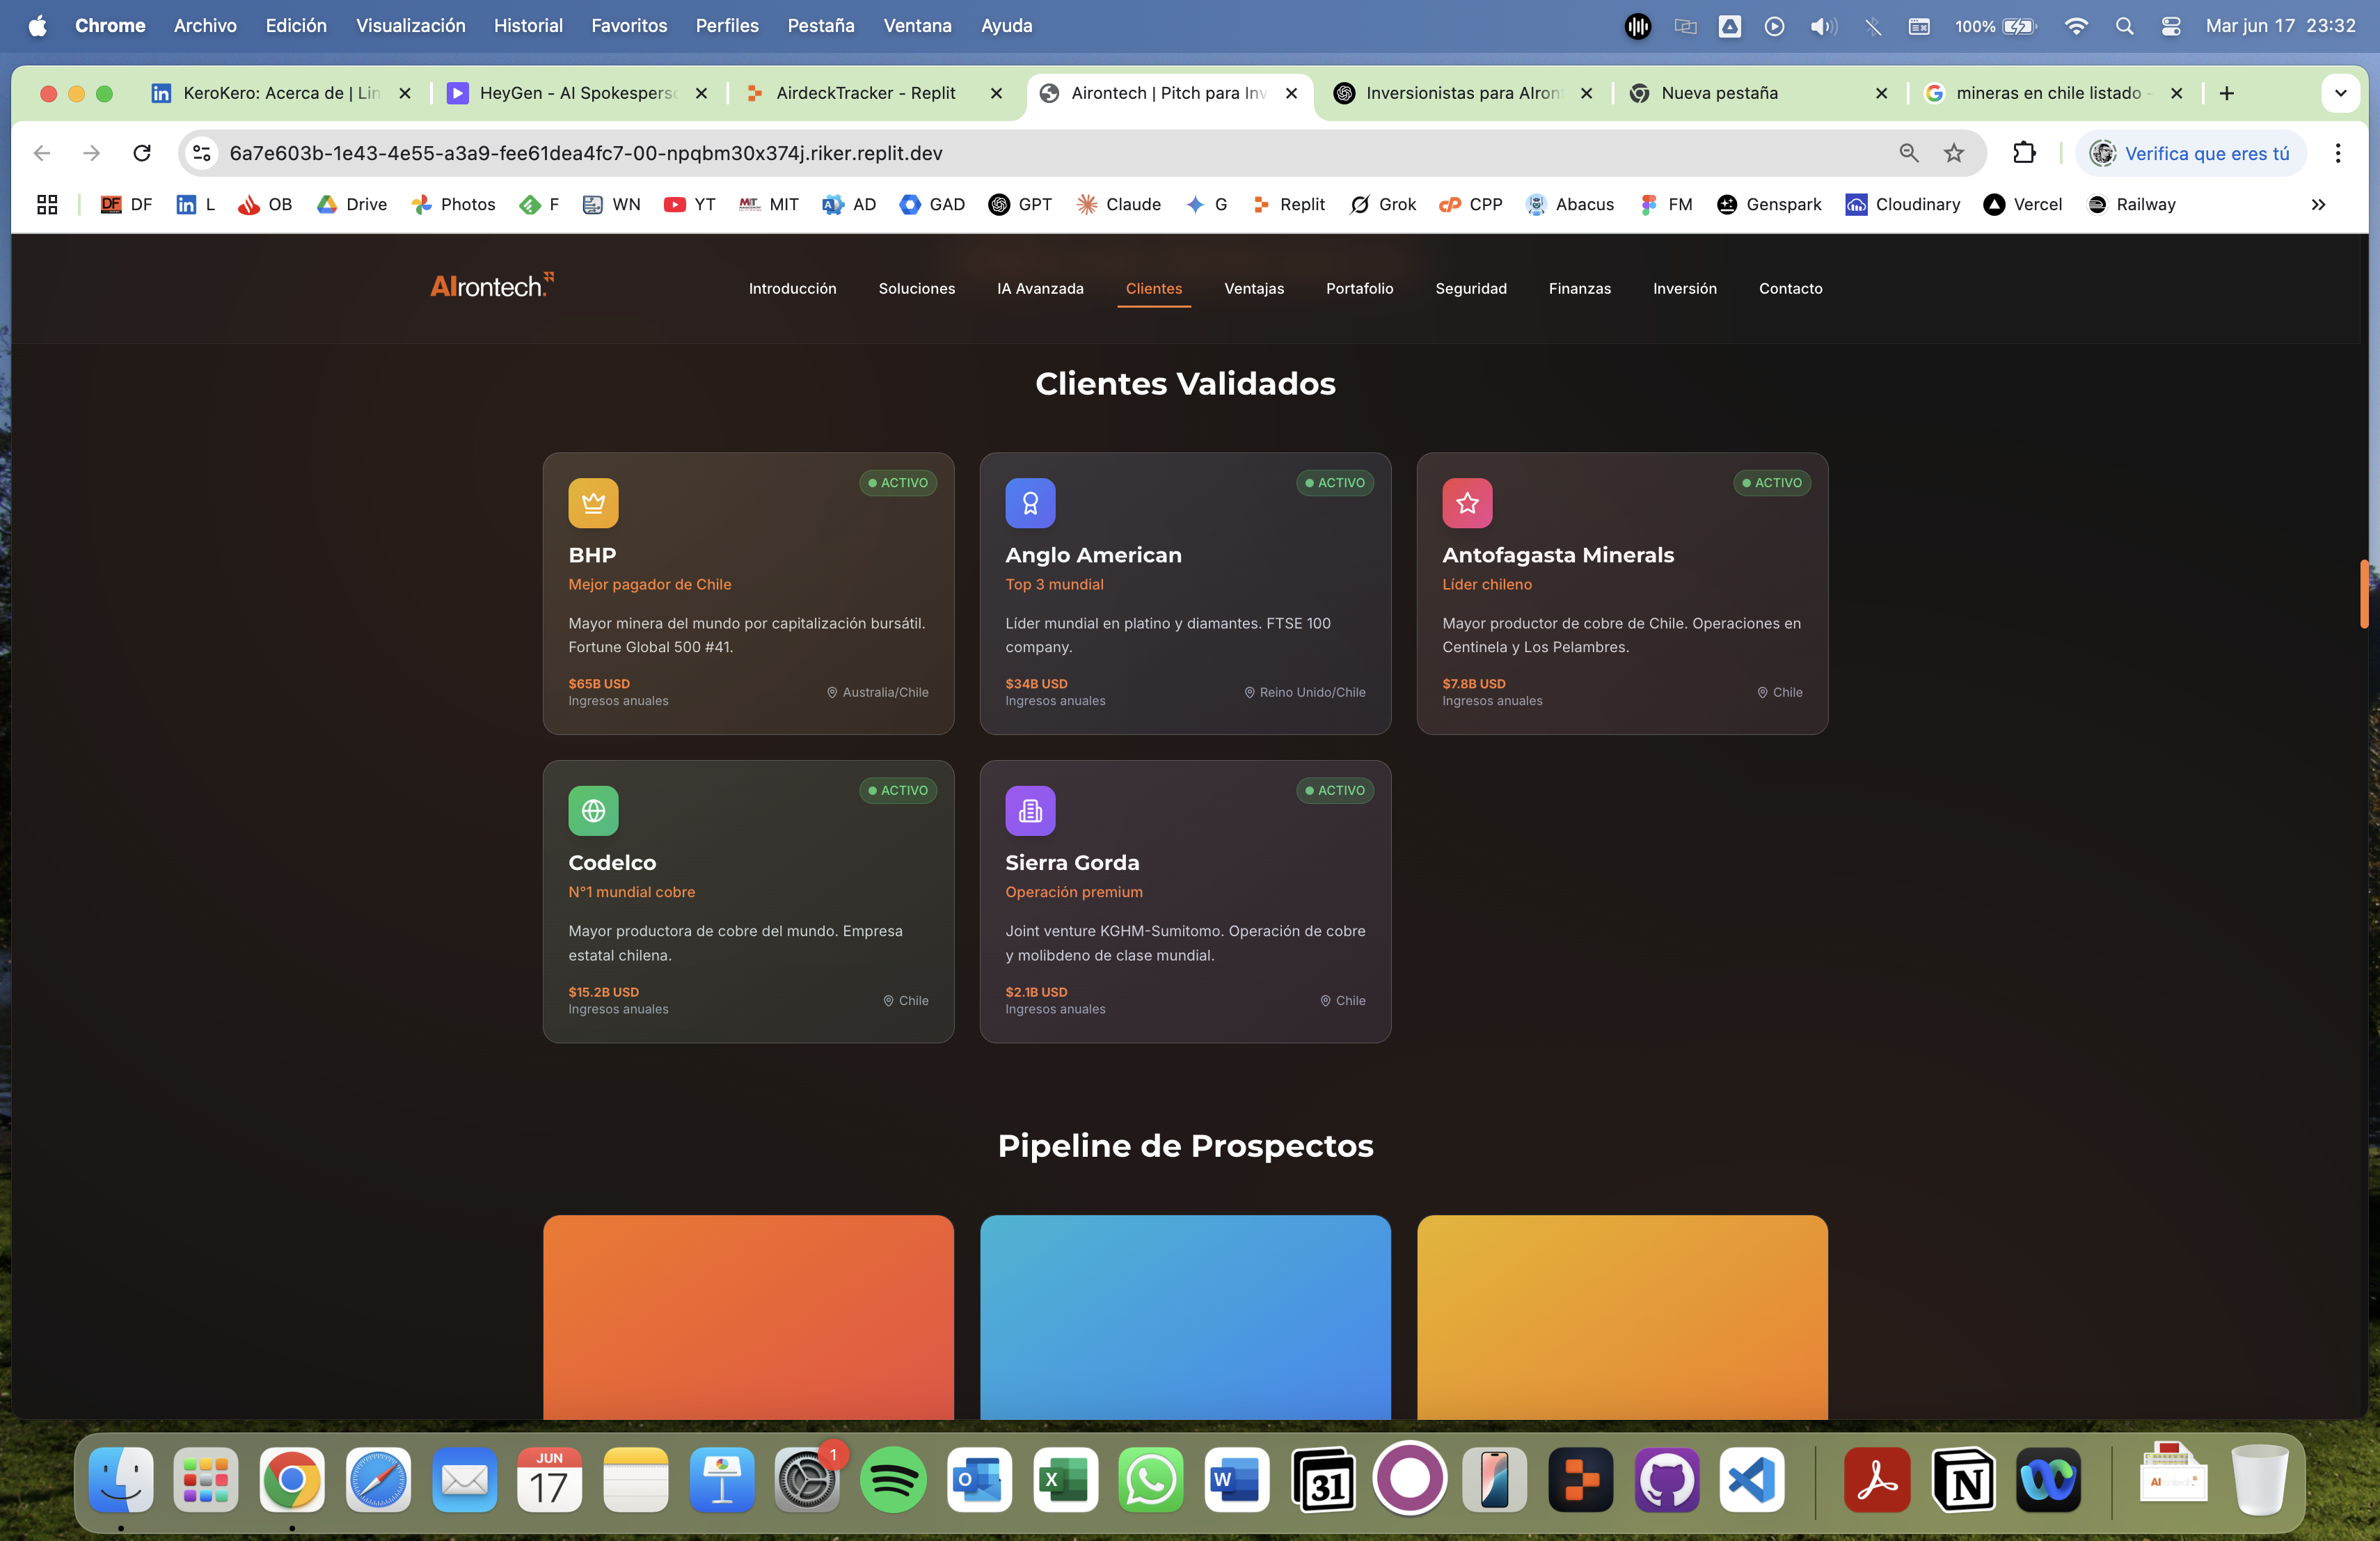 Chrome Archivo Edición Visualización Historial Favoritos Perfiles Pestaña Ventana Ayuda 100% Mar jun 17 23:32
KeroKero: Acerca de | Lin HeyGen - AI Spokesperso AirdeckTracker - Replit Airontech | Pitch para Inv Inversionistas para AIron Nueva pestaña mineras en chile listado -
6a7e603b-1e43-4e55-a3a9-fee61dea4fc7-00-npqbm30x374j.riker.replit.dev Verifica que eres tú
DF DF L OB Drive Photos F WN YT MIT AD GAD GPT Claude G Replit Grok CPP Abacus FM Genspark Cloudinary Vercel Railway
AIrontech. Introducción Soluciones IA Avanzada Clientes Ventajas Portafolio Seguridad Finanzas Inversión Contacto
Clientes Validados
ACTIVO
BHP
Mejor pagador de Chile
Mayor minera del mundo por capitalización bursátil.
Fortune Global 500 #41.
$65B USD
Ingresos anuales
Australia/Chile
ACTIVO
Anglo American
Top 3 mundial
Líder mundial en platino y diamantes. FTSE 100
company.
$34B USD
Ingresos anuales
Reino Unido/Chile
ACTIVO
Antofagasta Minerals
Líder chileno
Mayor productor de cobre de Chile. Operaciones en
Centinela y Los Pelambres.
$7.8B USD
Ingresos anuales
Chile
ACTIVO
Codelco
N°1 mundial cobre
Mayor productora de cobre del mundo. Empresa
estatal chilena.
$15.2B USD
Ingresos anuales
Chile
ACTIVO
Sierra Gorda
Operación premium
Joint venture KGHM-Sumitomo. Operación de cobre
y molibdeno de clase mundial.
$2.1B USD
Ingresos anuales
Chile
Pipeline de Prospectos
JUN
17
1
31